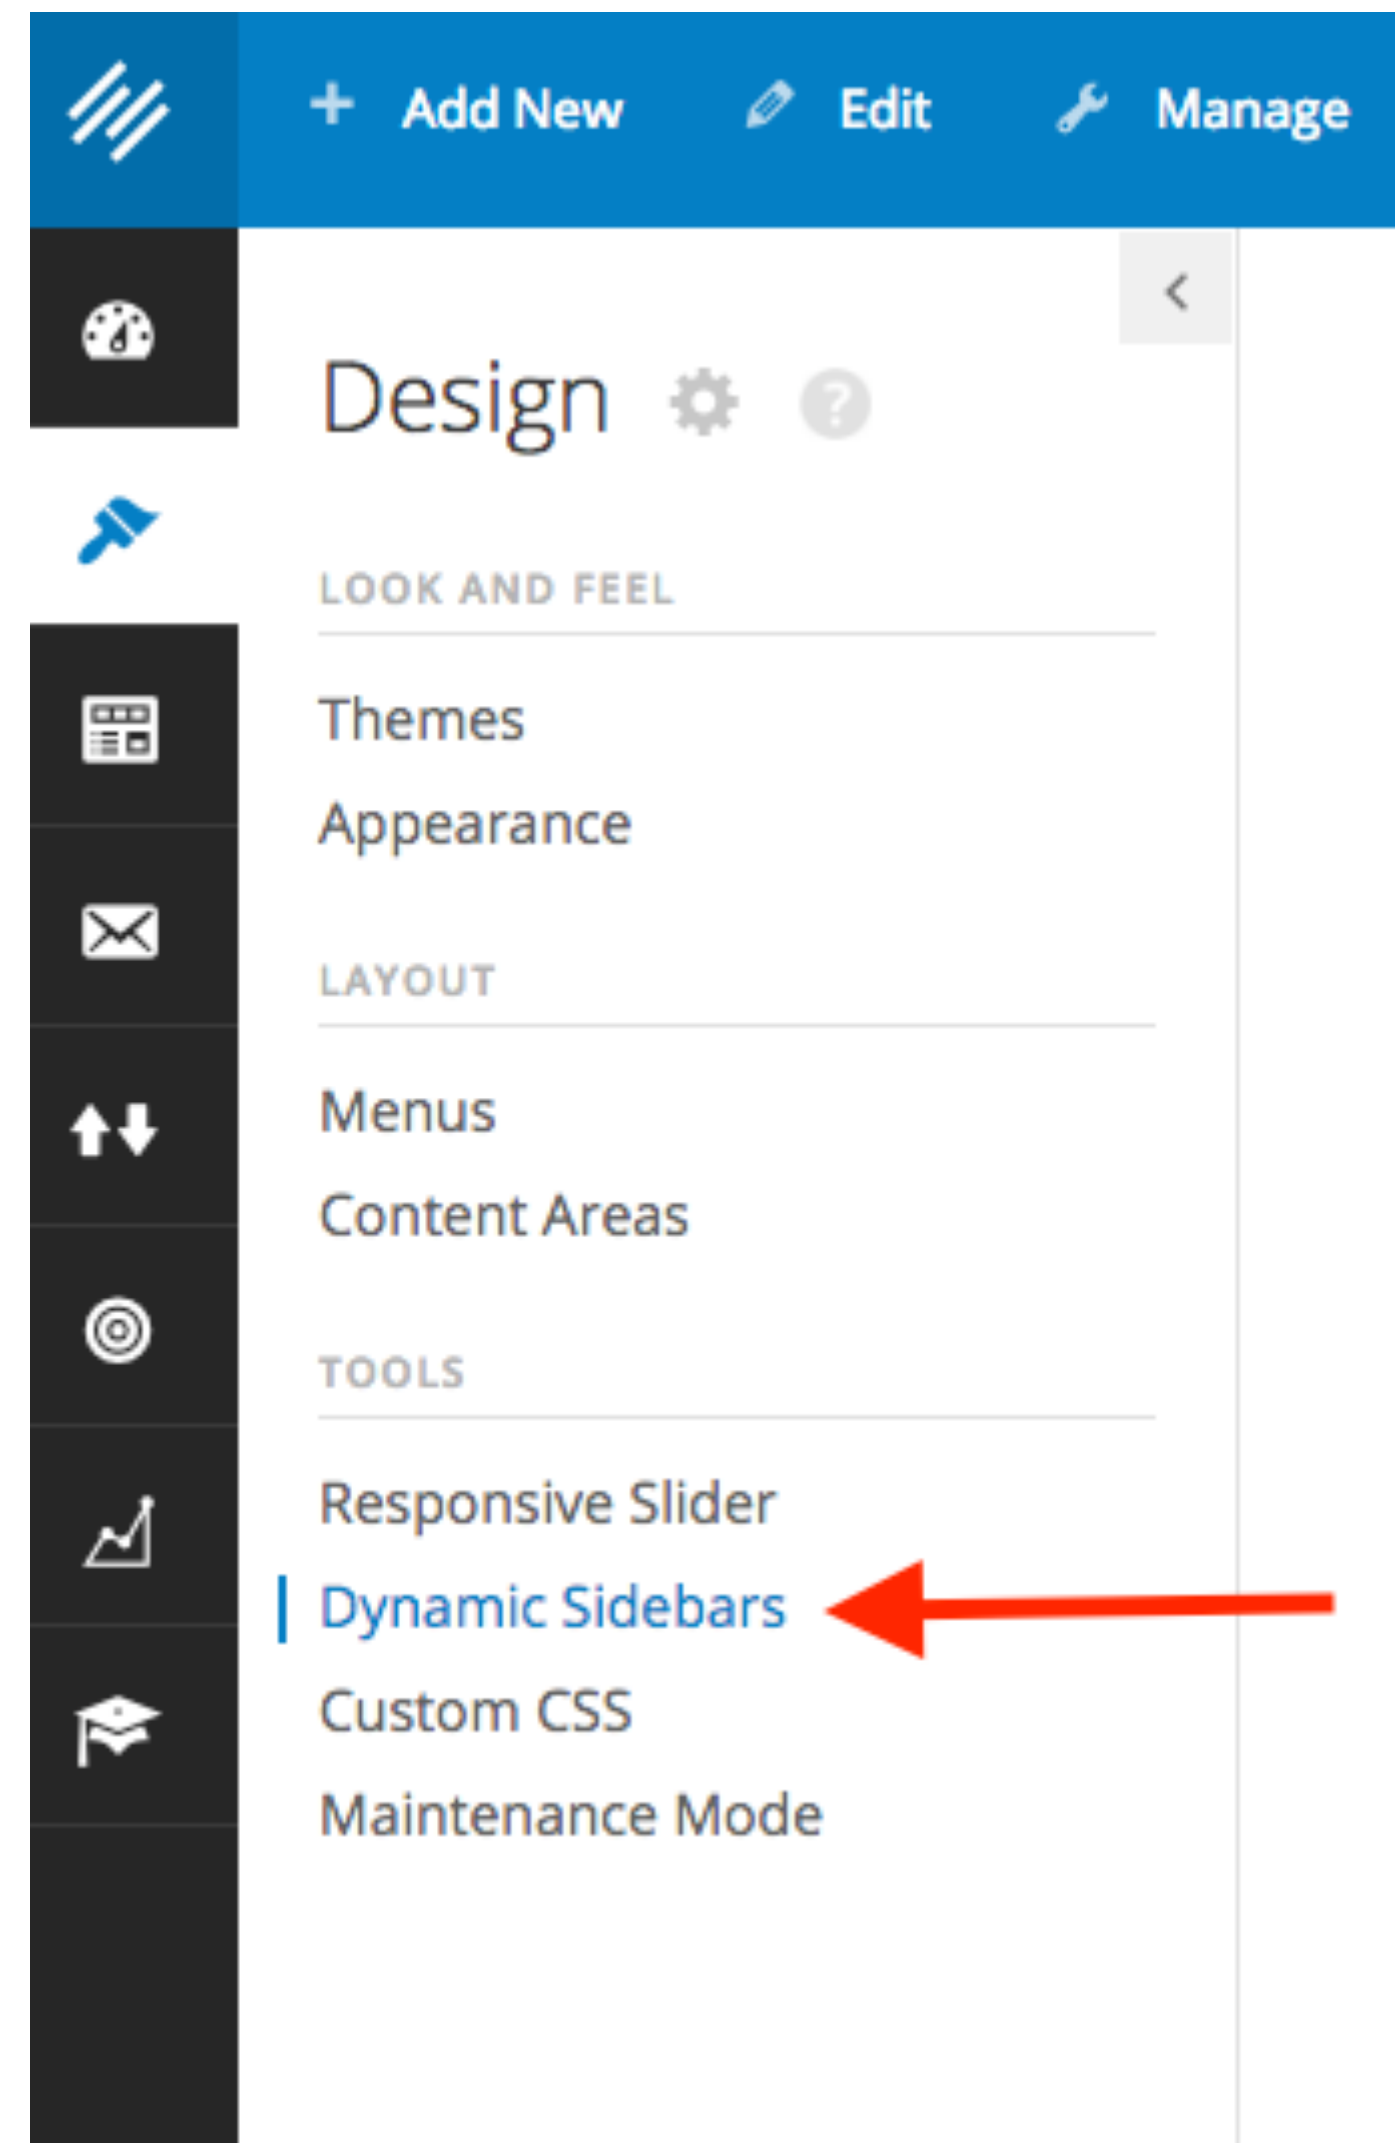 Add New Edit Manage
Design
LOOK AND FEEL
Themes
Appearance
LAYOUT
Menus
Content Areas
TOOLS
Responsive Slider
Dynamic Sidebars
Custom CSS
Maintenance Mode